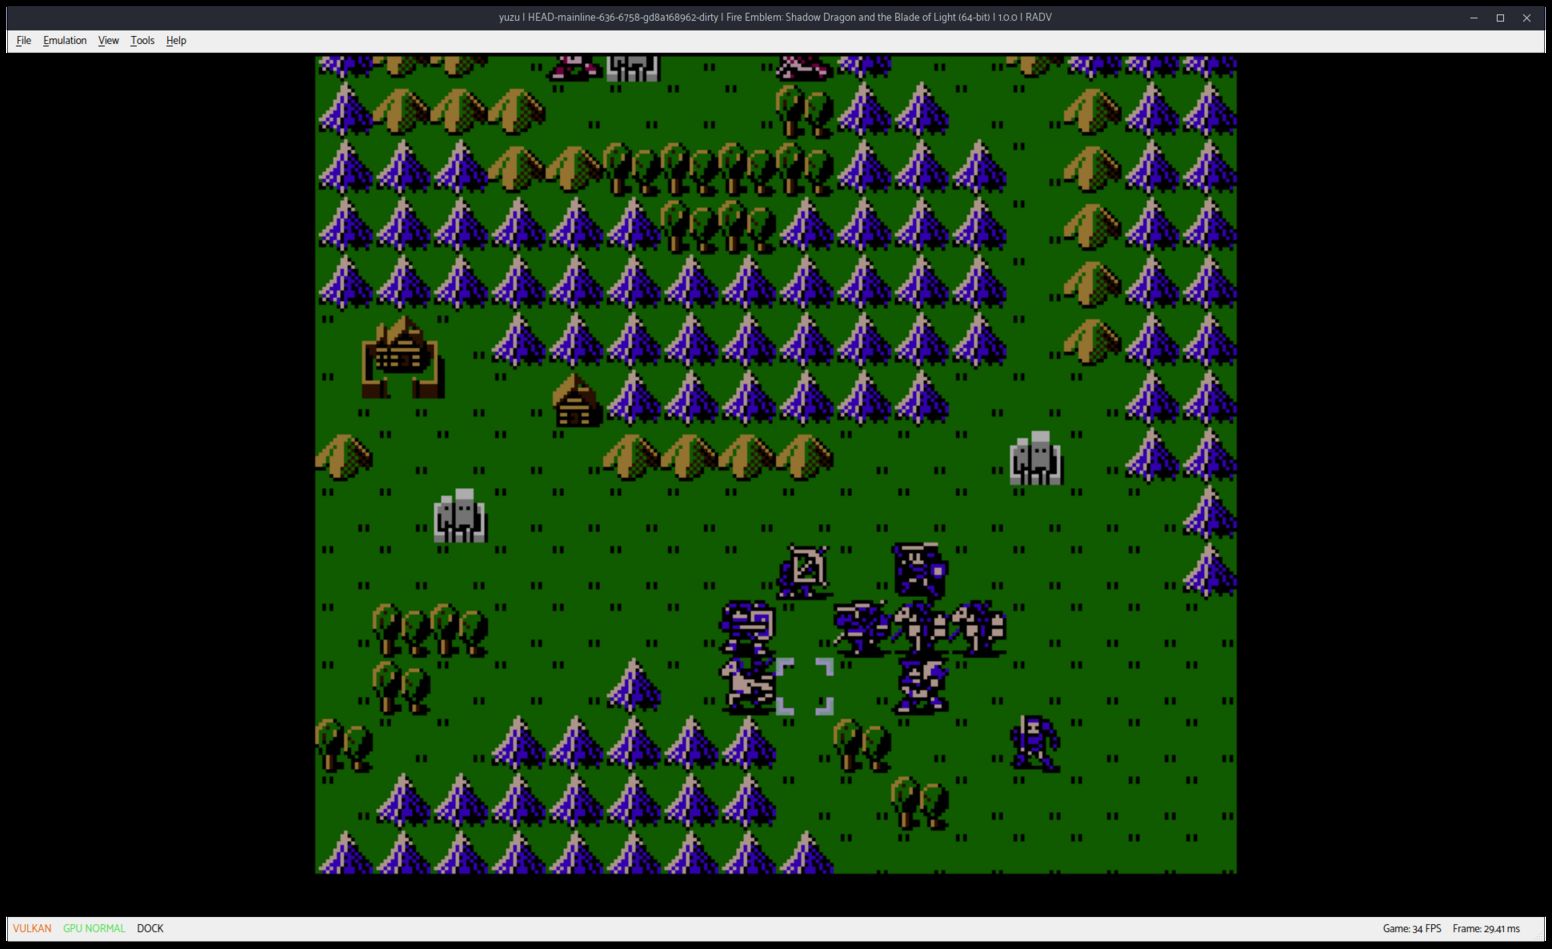 yuzu | HEAD-mainline-636-6758-gd8a168962-dirty | Fire Emblem: Shadow Dragon and the Blade of Light (64-bit) | 1.0.0 | RADV
File Emulation View Tools Help
VULKAN GPU NORMAL DOCK Game: 34 FPS Frame: 29.41 ms